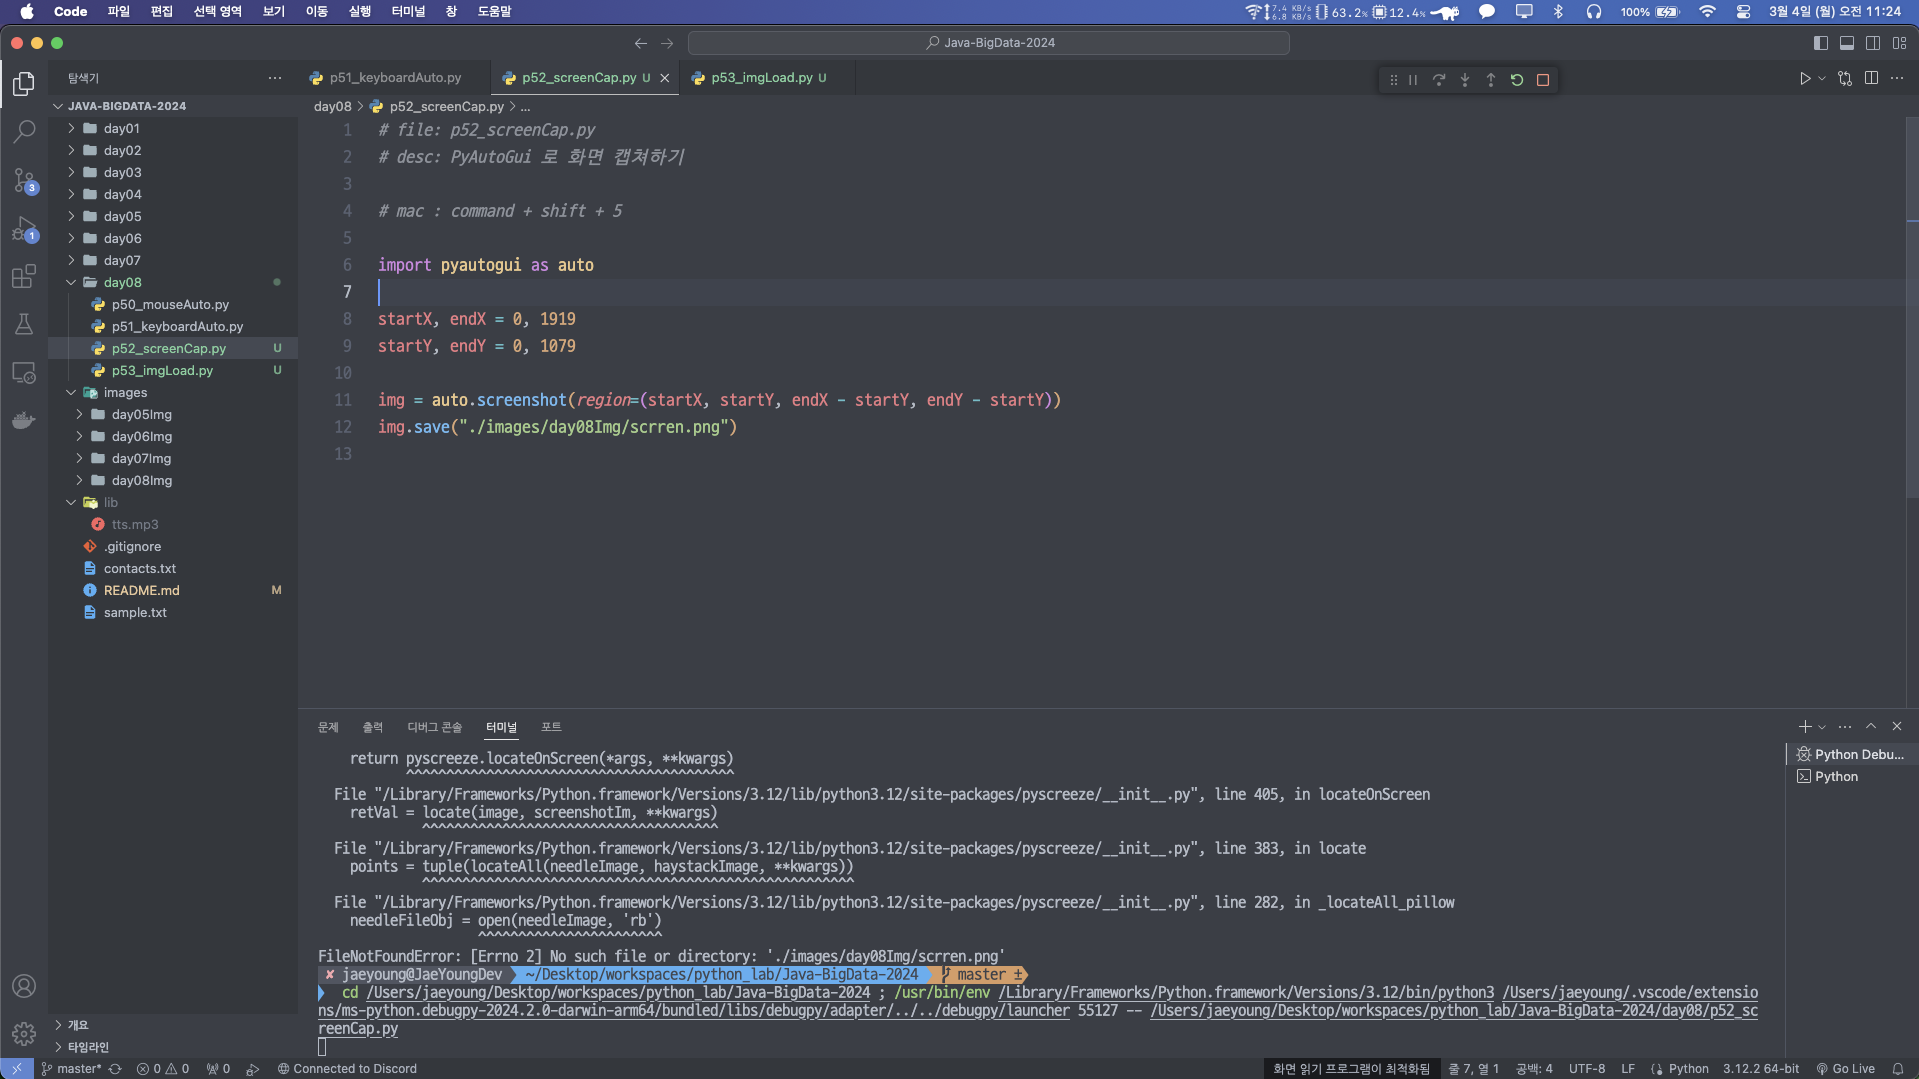 Code 파일 편집 선택 영역 보기 이동 실행 터미널 창 도움말 7.4 KB/s 6.8 KB/s 63.2% 12.4% 100% 3월 4일 (월) 오전 11:24
Java-BigData-2024
탐색기 ...
p51_keyboardAuto.py p52_screenCap.py U p53_imgLoad.py U
JAVA-BIGDATA-2024
day01
day02
day03
day04
day05
day06
day07
day08
p50_mouseAuto.py
p51_keyboardAuto.py
p52_screenCap.py U
p53_imgLoad.py U
images
day05Img
day06Img
day07Img
day08Img
lib
tts.mp3
.gitignore
contacts.txt
README.md M
sample.txt
개요
타임라인
3
1
day08 > p52_screenCap.py > ...
1 # file: p52_screenCap.py
2 # desc: PyAutoGui 로 화면 캡쳐하기
3
4 # mac : command + shift + 5
5
6 import pyautogui as auto
7
8 startX, endX = 0, 1919
9 startY, endY = 0, 1079
10
11 img = auto.screenshot(region=(startX, startY, endX - startY, endY - startY))
12 img.save("./images/day08Img/scrren.png")
13
문제 출력 디버그 콘솔 터미널 포트
return pyscreeze.locateOnScreen(*args, **kwargs)
^^^^^^^^^^^^^^^^^^^^^^^^^^^^^^^^^^^^^^^^^
File "/Library/Frameworks/Python.framework/Versions/3.12/lib/python3.12/site-packages/pyscreeze/__init__.py", line 405, in locateOnScreen
retVal = locate(image, screenshotIm, **kwargs)
^^^^^^^^^^^^^^^^^^^^^^^^^^^^^^^^^^^^^
File "/Library/Frameworks/Python.framework/Versions/3.12/lib/python3.12/site-packages/pyscreeze/__init__.py", line 383, in locate
points = tuple(locateAll(needleImage, haystackImage, **kwargs))
^^^^^^^^^^^^^^^^^^^^^^^^^^^^^^^^^^^^^^^^^^^^^^^^^^^^^^
File "/Library/Frameworks/Python.framework/Versions/3.12/lib/python3.12/site-packages/pyscreeze/__init__.py", line 282, in _locateAll_pillow
needleFileObj = open(needleImage, 'rb')
^^^^^^^^^^^^^^^^^^^^^^^
FileNotFoundError: [Errno 2] No such file or directory: './images/day08Img/scrren.png'
✘ jaeyoung@JaeYoungDev ~/Desktop/workspaces/python_lab/Java-BigData-2024 master ±
cd /Users/jaeyoung/Desktop/workspaces/python_lab/Java-BigData-2024 ; /usr/bin/env /Library/Frameworks/Python.framework/Versions/3.12/bin/python3 /Users/jaeyoung/.vscode/extensio
ns/ms-python.debugpy-2024.2.0-darwin-arm64/bundled/libs/debugpy/adapter/../../debugpy/launcher 55127 -- /Users/jaeyoung/Desktop/workspaces/python_lab/Java-BigData-2024/day08/p52_sc
reenCap.py
Python Debu...
Python
master* 0 0 0 Connected to Discord 화면 읽기 프로그램이 최적화됨 줄 7, 열 1 공백: 4 UTF-8 LF Python 3.12.2 64-bit Go Live